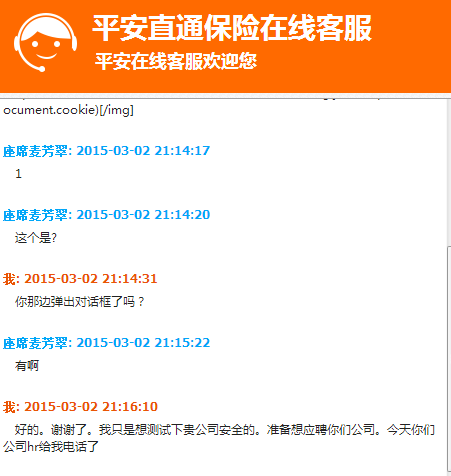 平安直通保险在线客服
平安在线客服欢迎您
ocument.cookie)[/img]
座席麦芳翠: 2015-03-02 21:14:17
1
座席麦芳翠: 2015-03-02 21:14:20
这个是?
我: 2015-03-02 21:14:31
你那边弹出对话框了吗？
座席麦芳翠: 2015-03-02 21:15:22
有啊
我: 2015-03-02 21:16:10
好的。谢谢了。我只是想测试下贵公司安全的。准备想应聘你们公司。今天你们
公司hr给我电话了